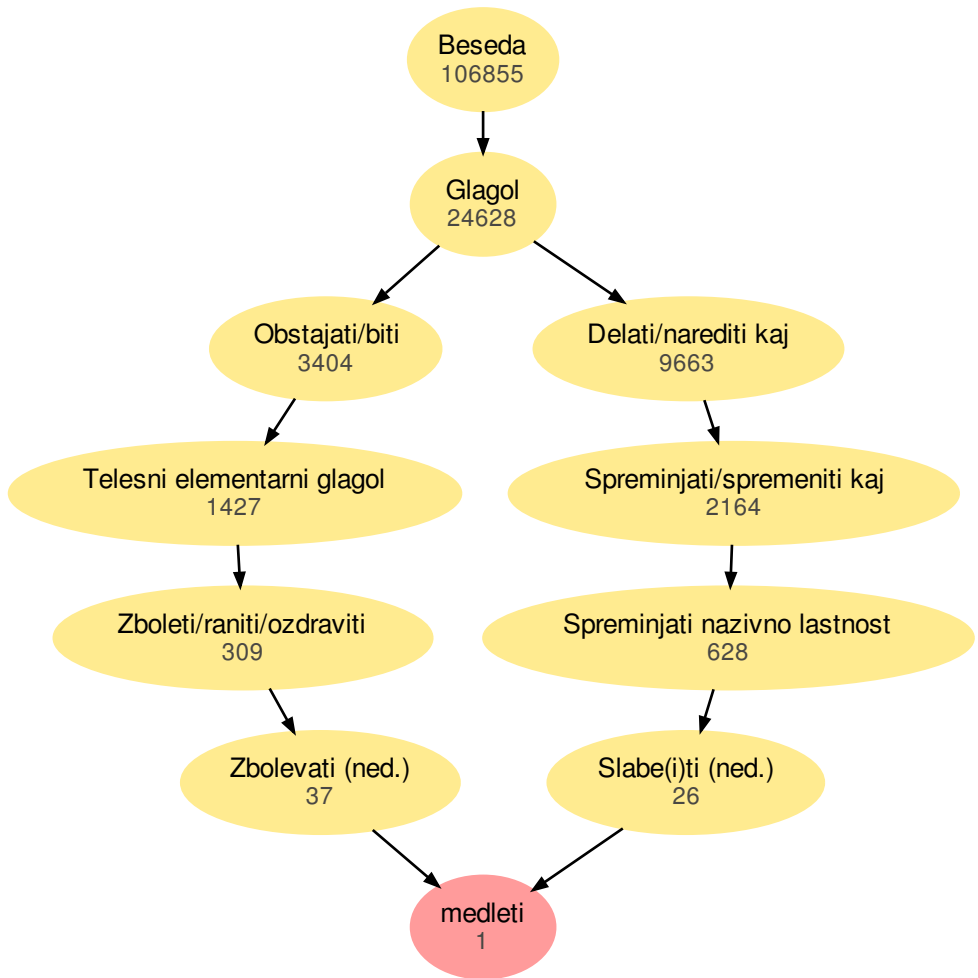 Beseda
106855
Glagol
24628
Obstajati/biti
3404
Delati/narediti kaj
9663
Telesni elementarni glagol
1427
Spreminjati/spremeniti kaj
2164
Zboleti/raniti/ozdraviti
309
Spreminjati nazivno lastnost
628
Zbolevati (ned.)
37
Slabe(i)ti (ned.)
26
medleti
1